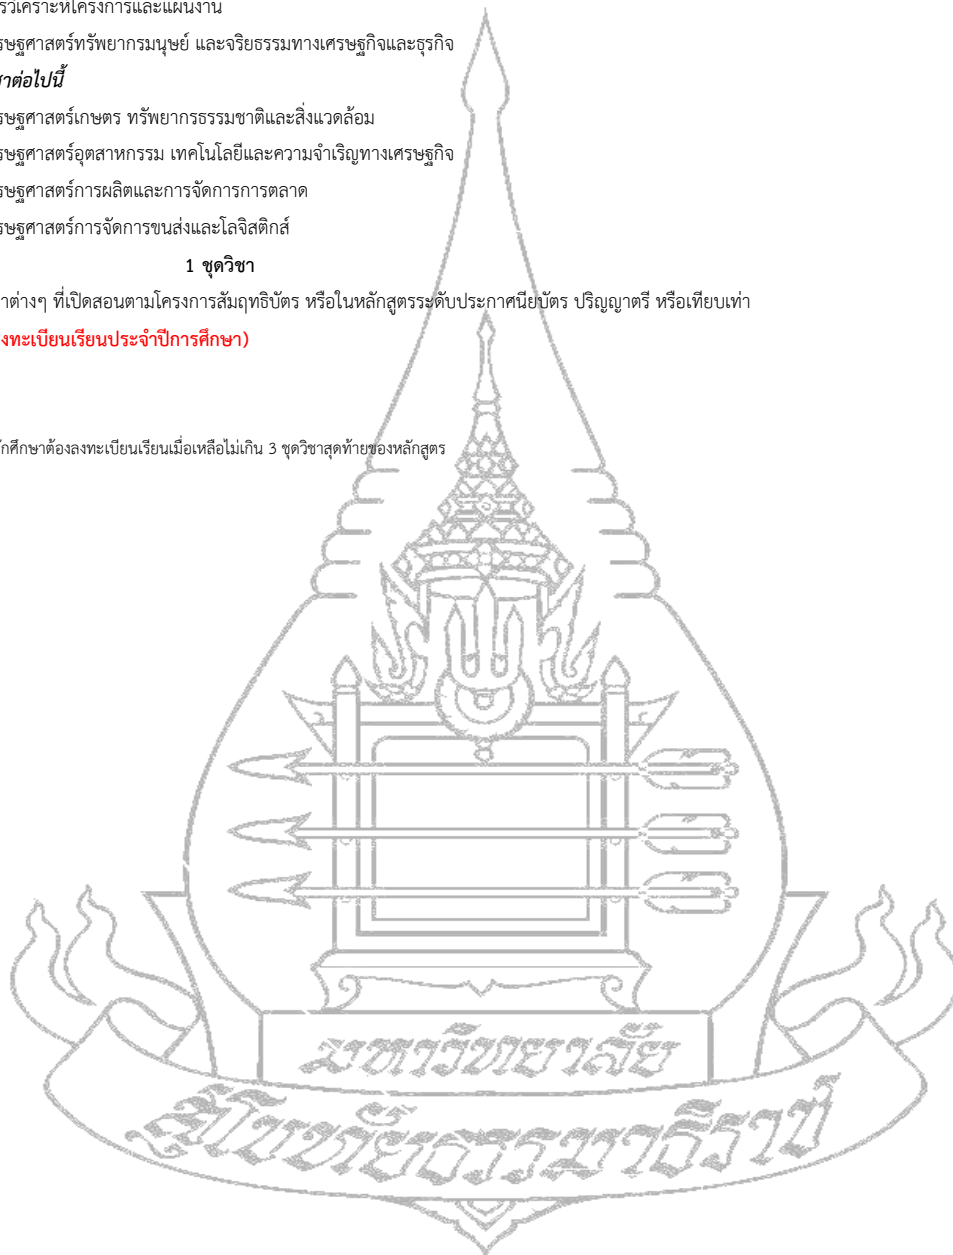 รวิเคราะห์โครงการและแผนงาน
รษฐศาสตร์ทรัพยากรมนุษย์ และจริยธรรมทางเศรษฐกิจและธุรกิจ
ชาต่อไปนี้
รษฐศาสตร์เกษตร ทรัพยากรธรรมชาติและสิ่งแวดล้อม
รษฐศาสตร์อุตสาหกรรม เทคโนโลยีและความจำเริญทางเศรษฐกิจ
รษฐศาสตร์การผลิตและการจัดการการตลาด
รษฐศาสตร์การจัดการขนส่งและโลจิสติกส์
1 ชุดวิชา
าต่างๆ ที่เปิดสอนตามโครงการสัมฤทธิบัตร หรือในหลักสูตรระดับประกาศนียบัตร ปริญญาตรี หรือเทียบเท่า
งทะเบียนเรียนประจำปีการศึกษา)
ักศึกษาต้องลงทะเบียนเรียนเมื่อเหลือไม่เกิน 3 ชุดวิชาสุดท้ายของหลักสูตร
มหาวิทยาลัย
สุโขทัยธรรมาธิราช